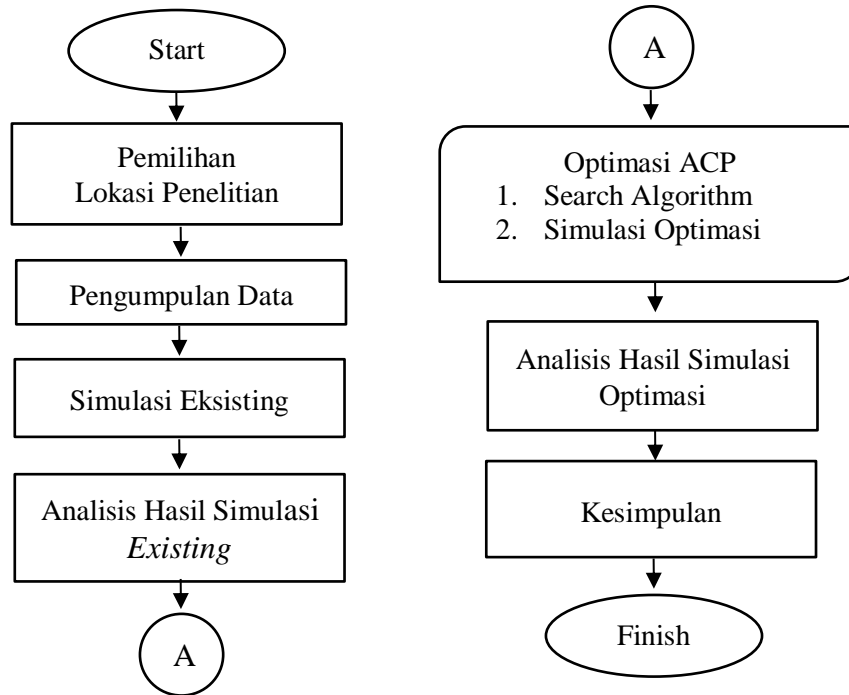 Start
Pemilihan
Lokasi Penelitian
Pengumpulan Data
Simulasi Eksisting
Analisis Hasil Simulasi
Existing
A
A
Optimasi ACP
1. Search Algorithm
2. Simulasi Optimasi
Analisis Hasil Simulasi
Optimasi
Kesimpulan
Finish